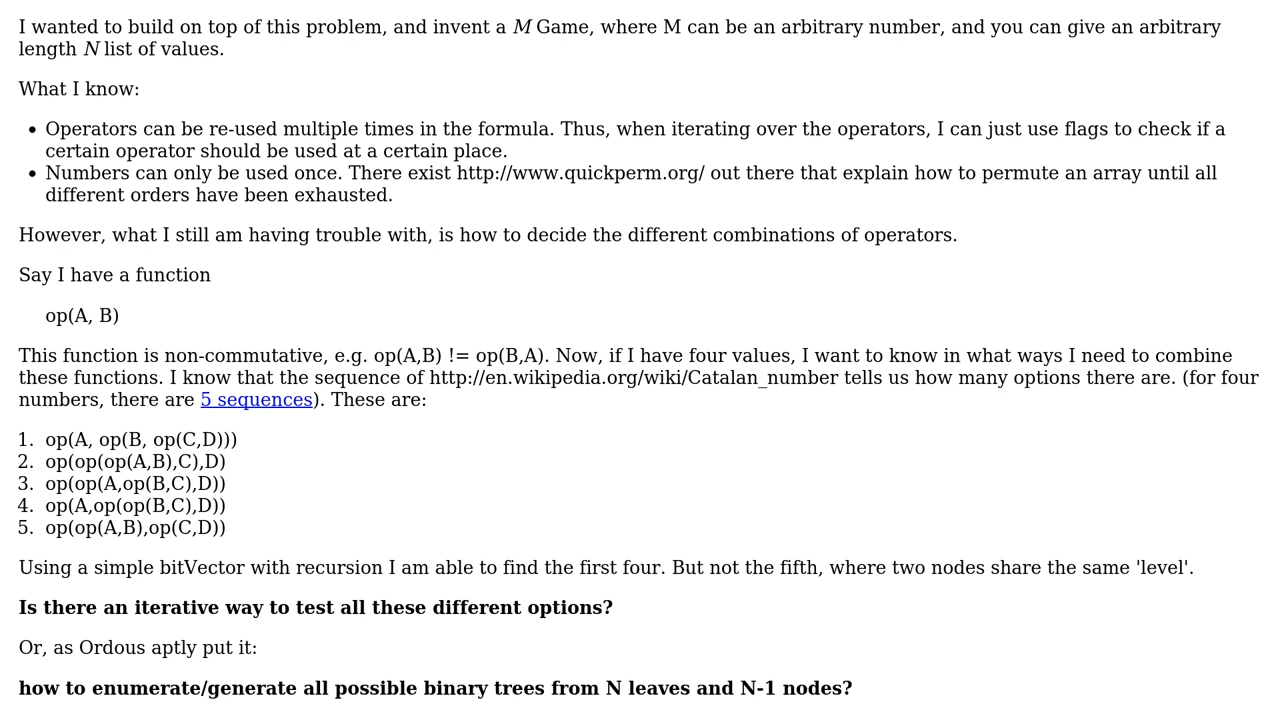 I wanted to build on top of this problem, and invent a M Game, where M can be an arbitrary number, and you can give an arbitrary
length N list of values.
What I know:
• Operators can be re-used multiple times in the formula. Thus, when iterating over the operators, I can just use flags to check if a
certain operator should be used at a certain place.
• Numbers can only be used once. There exist http://www.quickperm.org/ out there that explain how to permute an array until all
different orders have been exhausted.
However, what I still am having trouble with, is how to decide the different combinations of operators.
Say I have a function
op(A, B)
This function is non-commutative, e.g. op(A,B) != op(B,A). Now, if I have four values, I want to know in what ways I need to combine
these functions. I know that the sequence of http://en.wikipedia.org/wiki/Catalan_number tells us how many options there are. (for four
numbers, there are 5 sequences). These are:
1. op(A, op(B, op(C,D)))
2. op(op(op(A,B),C),D)
3. op(op(A,op(B,C),D))
4. op(A,op(op(B,C),D))
5. op(op(A,B),op(C,D))
Using a simple bitVector with recursion I am able to find the first four. But not the fifth, where two nodes share the same 'level'.
Is there an iterative way to test all these different options?
Or, as Ordous aptly put it:
how to enumerate/generate all possible binary trees from N leaves and N-1 nodes?